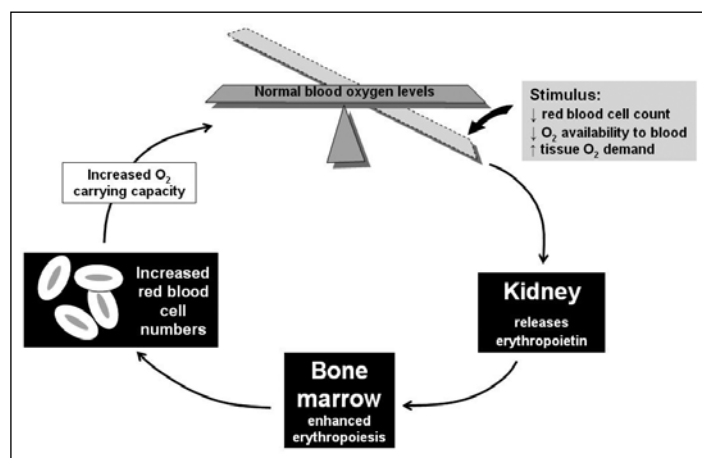 Normal blood oxygen levels
Stimulus:
↓ red blood cell count
↓ O₂ availability to blood
↑ tissue O₂ demand
Kidney
releases
erythropoietin
Bone
marrow
enhanced
erythropoiesis
Increased
red blood
cell
numbers
Increased O₂
carrying capacity